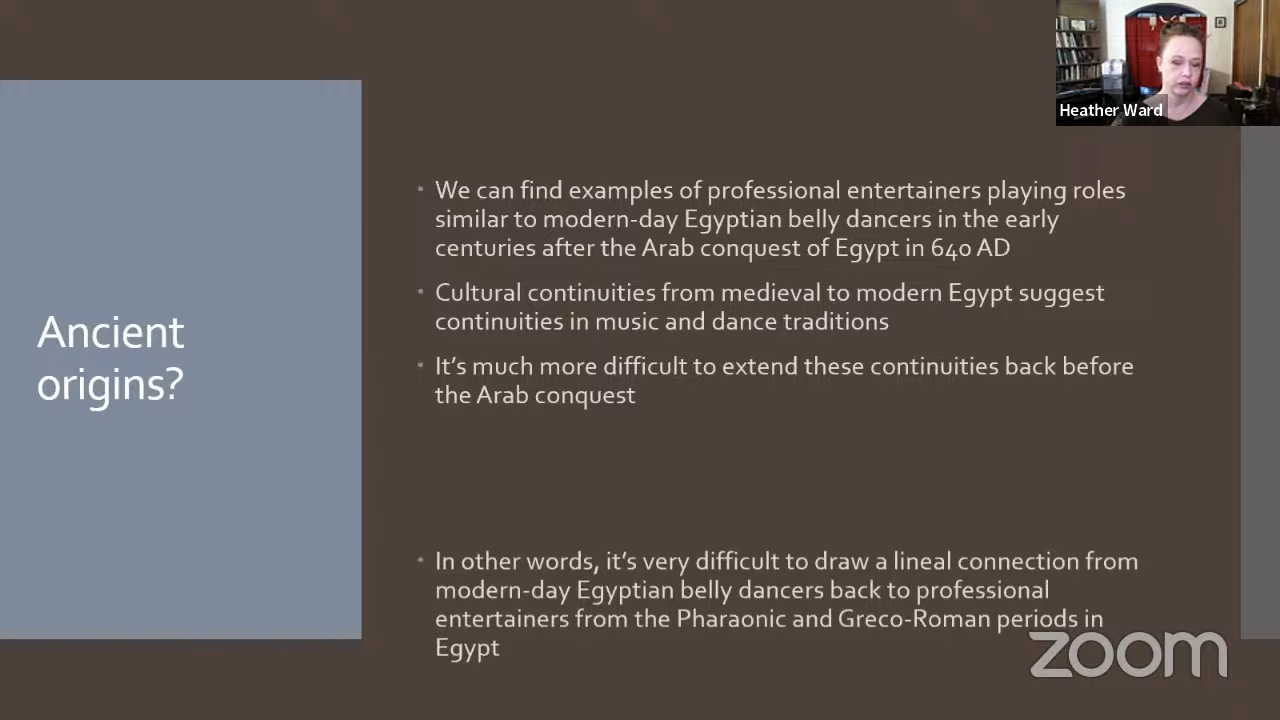 Heather Ward
Ancient
origins?
• We can find examples of professional entertainers playing roles
similar to modern-day Egyptian belly dancers in the early
centuries after the Arab conquest of Egypt in 640 AD
• Cultural continuities from medieval to modern Egypt suggest
continuities in music and dance traditions
• It's much more difficult to extend these continuities back before
the Arab conquest
• In other words, it's very difficult to draw a lineal connection from
modern-day Egyptian belly dancers back to professional
entertainers from the Pharaonic and Greco-Roman periods in
Egypt
zoom